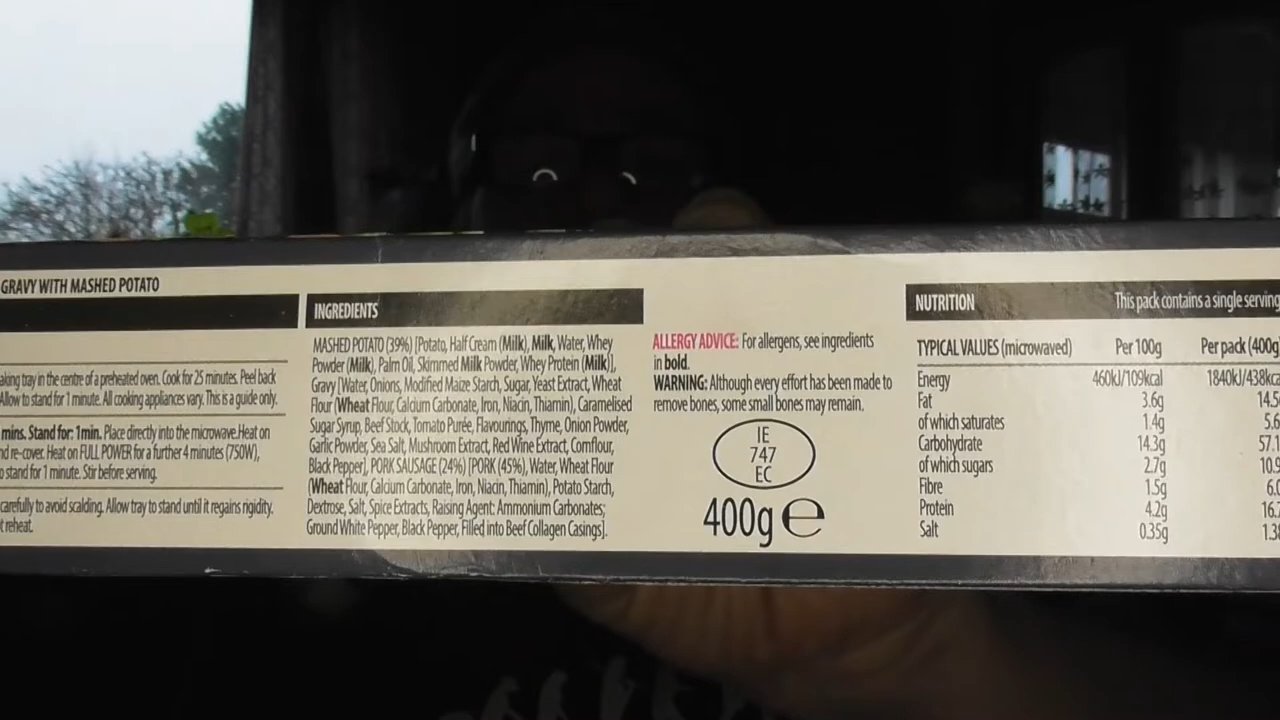 GRAVY WITH MASHED POTATO
aking tray in the centre of a preheated oven. Cook for 25 minutes. Peel back
Allow to stand for 1 minute. All cooking appliances vary. This is a guide only.
mins. Stand for: 1min. Place directly into the microwave.Heat on
nd re-cover. Heat on FULL POWER for a further 4 minutes (750W),
o stand for 1 minute. Stir before serving.
carefully to avoid scalding. Allow tray to stand until it regains rigidity.
t reheat.
INGREDIENTS
MASHED POTATO (39%) [Potato, Half Cream (Milk), Milk, Water, Whey
Powder (Milk), Palm Oil, Skimmed Milk Powder, Whey Protein (Milk)],
Gravy [Water, Onions, Modified Maize Starch, Sugar, Yeast Extract, Wheat
Flour (Wheat Flour, Calcium Carbonate, Iron, Niacin, Thiamin), Caramelised
Sugar Syrup, Beef Stock, Tomato Purée, Flavourings, Thyme, Onion Powder,
Garlic Powder, Sea Salt, Mushroom Extract, Red Wine Extract, Cornflour,
Black Pepper], PORK SAUSAGE (24%) [PORK (45%), Water, Wheat Flour
(Wheat Flour, Calcium Carbonate, Iron, Niacin, Thiamin), Potato Starch,
Dextrose, Salt, Spice Extracts, Raising Agent: Ammonium Carbonates;
Ground White Pepper, Black Pepper, Filled into Beef Collagen Casings].
ALLERGY ADVICE: For allergens, see ingredients
in bold.
WARNING: Although every effort has been made to
remove bones, some small bones may remain.
IE
747
EC
400g e
NUTRITION This pack contains a single serving
TYPICAL VALUES (microwaved) Per 100g Per pack (400g)
Energy 460kJ/109kcal 1840kJ/438kca
Fat 3.6g 14.5
of which saturates 1.4g 5.6
Carbohydrate 14.3g 57.1
of which sugars 2.7g 10.9
Fibre 1.5g 6.0
Protein 4.2g 16.7
Salt 0.35g 1.38